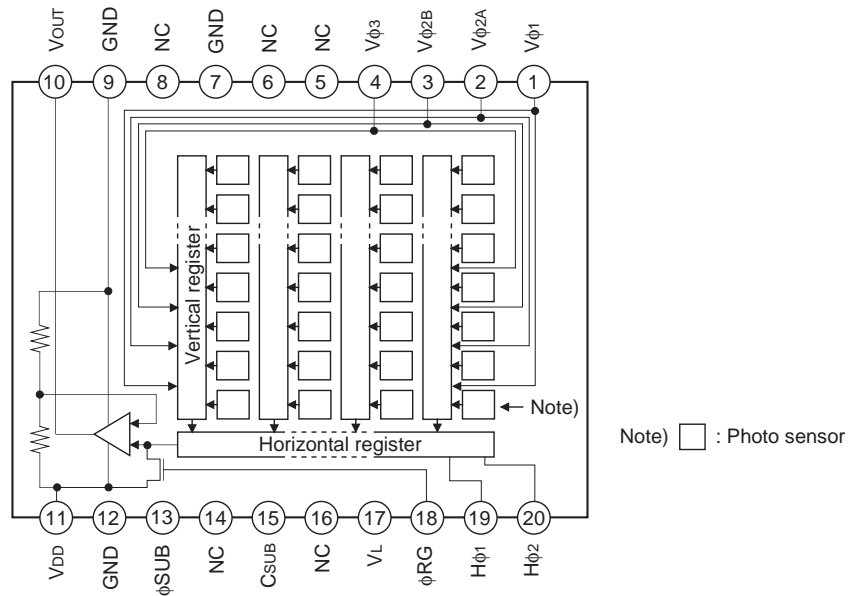 VOUT
GND
NC
GND
NC
NC
Vφ3
Vφ2B
Vφ2A
Vφ1
10
9
8
7
6
5
4
3
2
1
Vertical register
Note)
Horizontal register
Note) : Photo sensor
11
12
13
14
15
16
17
18
19
20
VDD
GND
φSUB
NC
CSUB
NC
VL
φRG
Hφ1
Hφ2